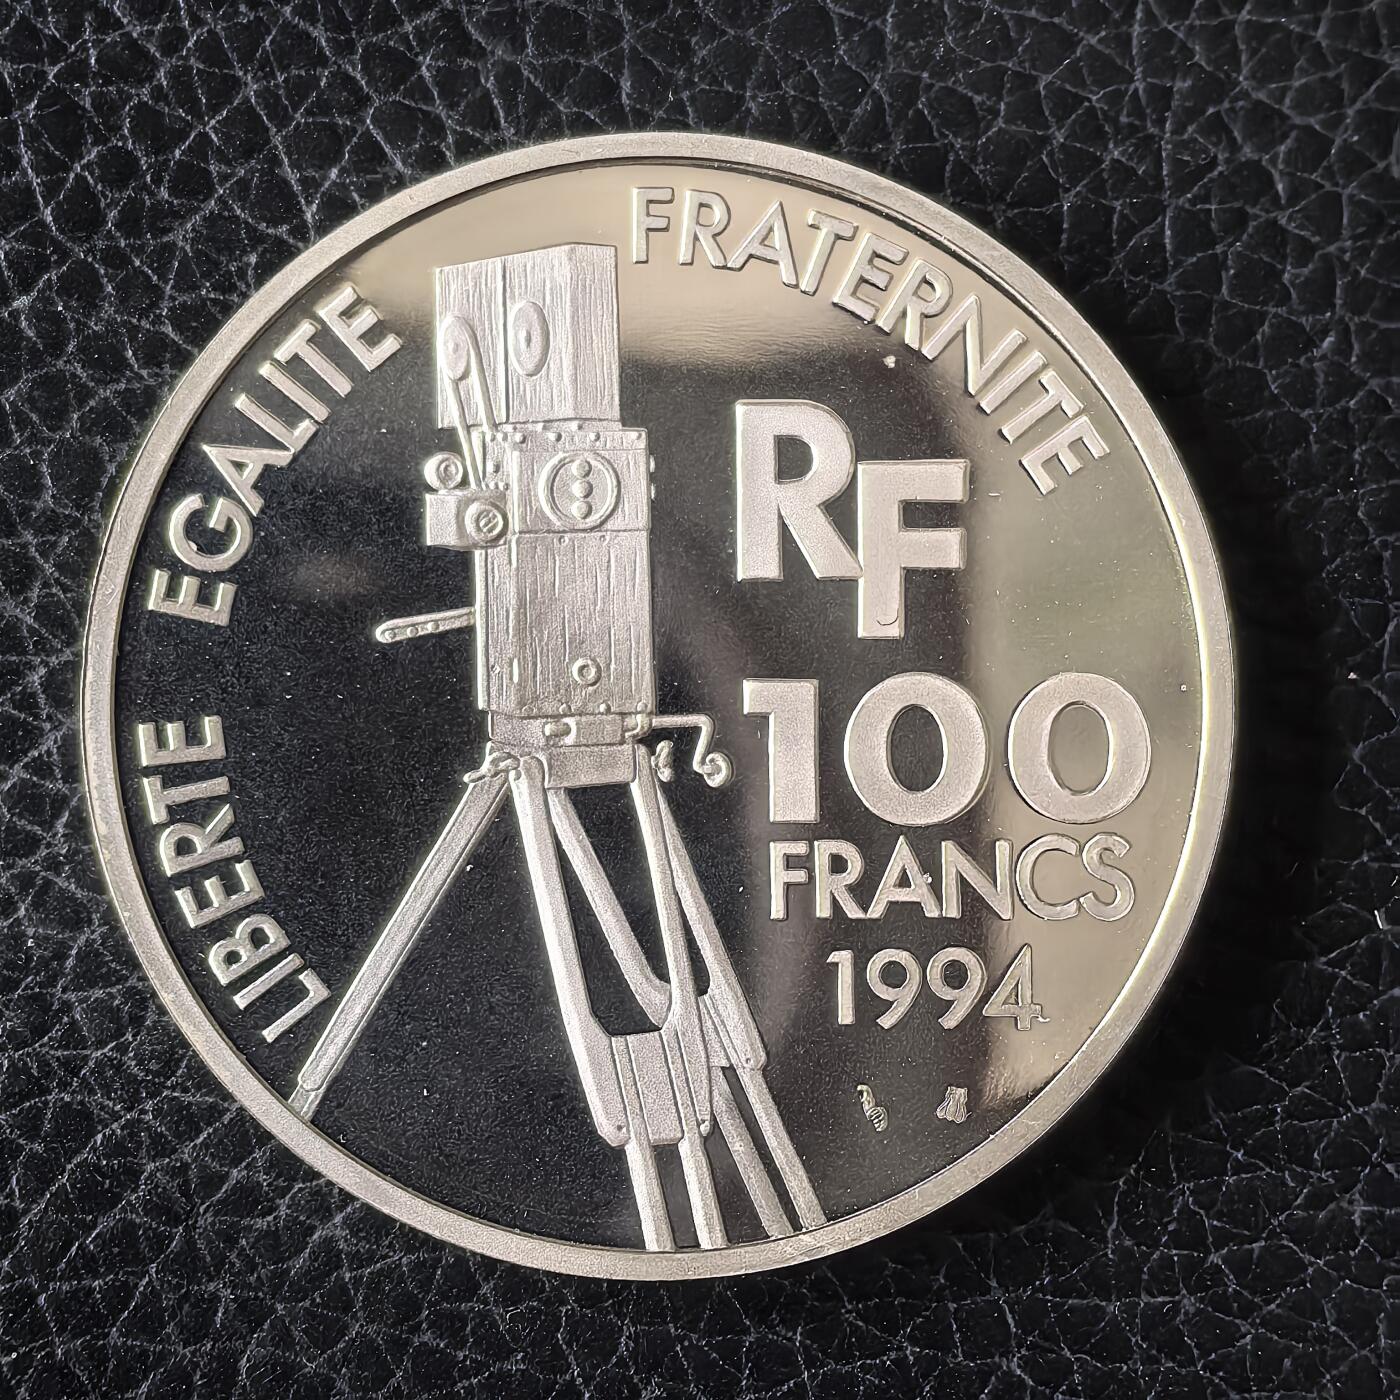 LIBERTE EGALITE FRATERNITE
RF
100
FRANCS
1994